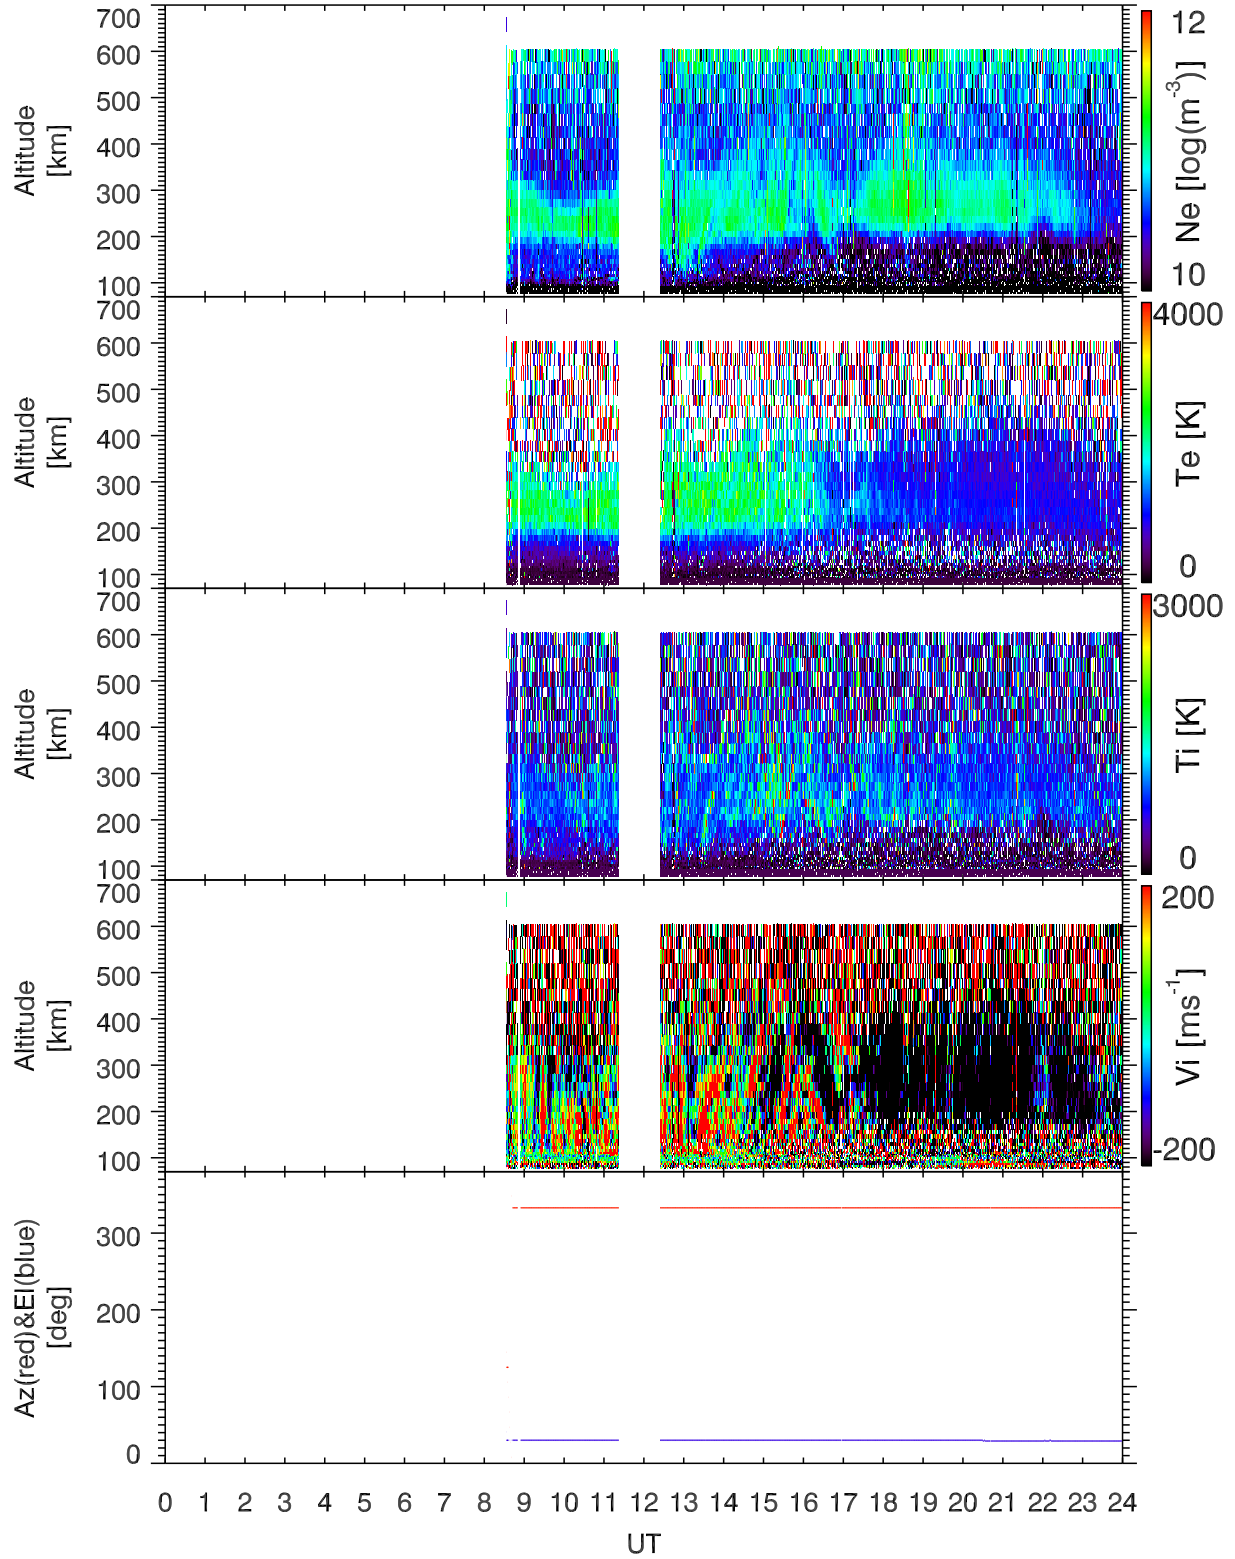 700
600
500
400
300
200
100
Altitude
[km]
12
Ne [log(m⁻³)]
10
700
600
500
400
300
200
100
Altitude
[km]
4000
Te [K]
0
700
600
500
400
300
200
100
Altitude
[km]
3000
Ti [K]
0
700
600
500
400
300
200
100
Altitude
[km]
200
Vi [ms⁻¹]
-200
300
200
100
0
Az(red)&El(blue)
[deg]
0 1 2 3 4 5 6 7 8 9 10 11 12 13 14 15 16 17 18 19 20 21 22 23 24
UT